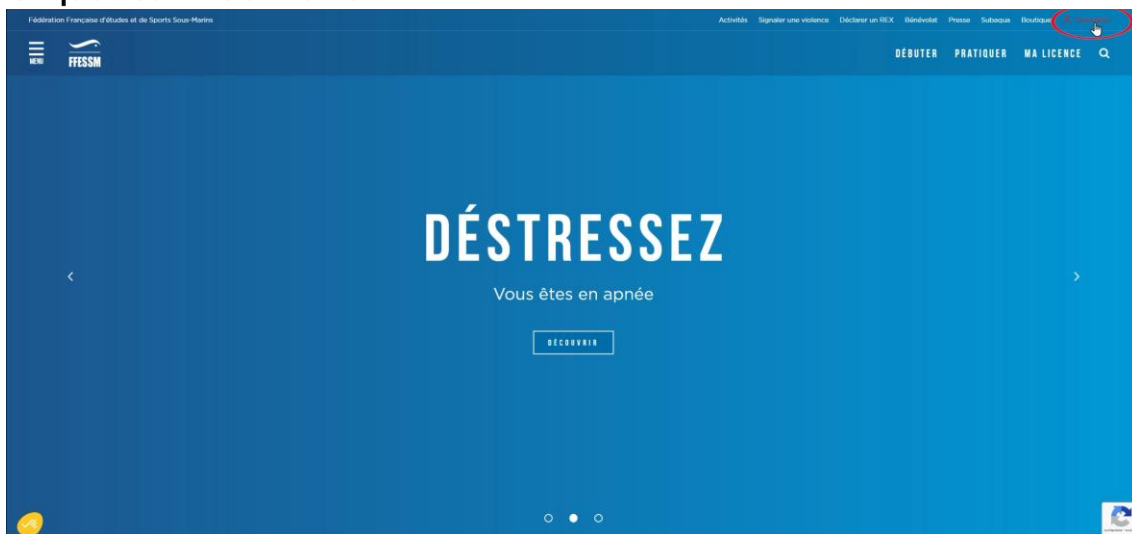 Fédération Française d'études et de Sports Sous-Marins
Activités Signaler une violence Déclarer un REX Bénévolat Presse Subaqua Boutique
MENU
FFESSM
DÉBUTER PRATIQUER MA LICENCE
DÉSTRESSEZ
Vous êtes en apnée
DÉCOUVRIR